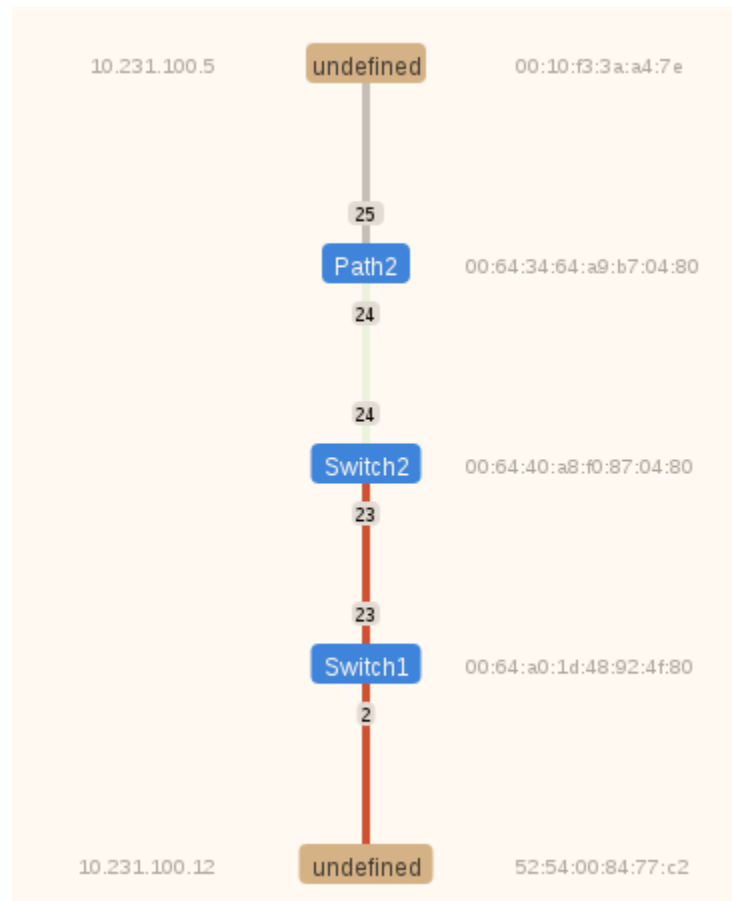 10.231.100.5 undefined 00:10:f3:3a:a4:7e
25
Path2 00:64:34:64:a9:b7:04:80
24
24
Switch2 00:64:40:a8:f0:87:04:80
23
23
Switch1 00:64:a0:1d:48:92:4f:80
2
10.231.100.12 undefined 52:54:00:84:77:c2